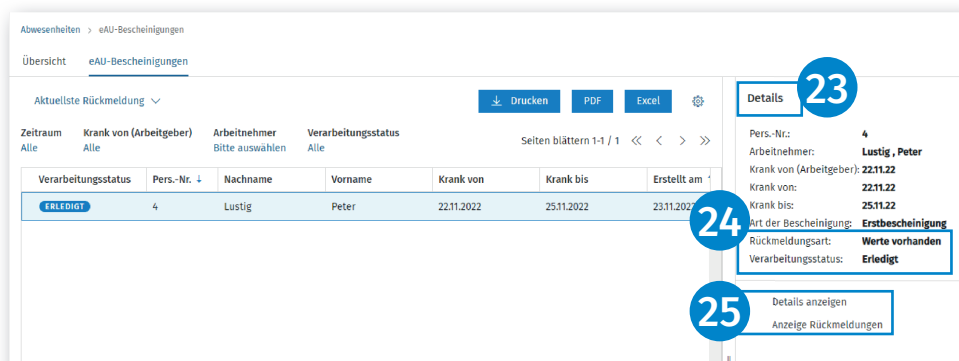 Abwesenheiten > eAU-Bescheinigungen
Übersicht eAU-Bescheinigungen
Aktuellste Rückmeldung
Drucken PDF Excel
Zeitraum Krank von (Arbeitgeber) Arbeitnehmer Verarbeitungsstatus
Alle Alle Bitte auswählen Alle
Seiten blättern 1-1 / 1
Verarbeitungsstatus Pers.-Nr. ↓ Nachname Vorname Krank von Krank bis Erstellt am
ERLEDIGT 4 Lustig Peter 22.11.2022 25.11.2022 23.11.2022
Details 23
Pers.-Nr.: 4
Arbeitnehmer: Lustig , Peter
Krank von (Arbeitgeber): 22.11.22
Krank von: 22.11.22
Krank bis: 25.11.22
24
Art der Bescheinigung: Erstbescheinigung
Rückmeldungsart: Werte vorhanden
Verarbeitungsstatus: Erledigt
25
Details anzeigen
Anzeige Rückmeldungen